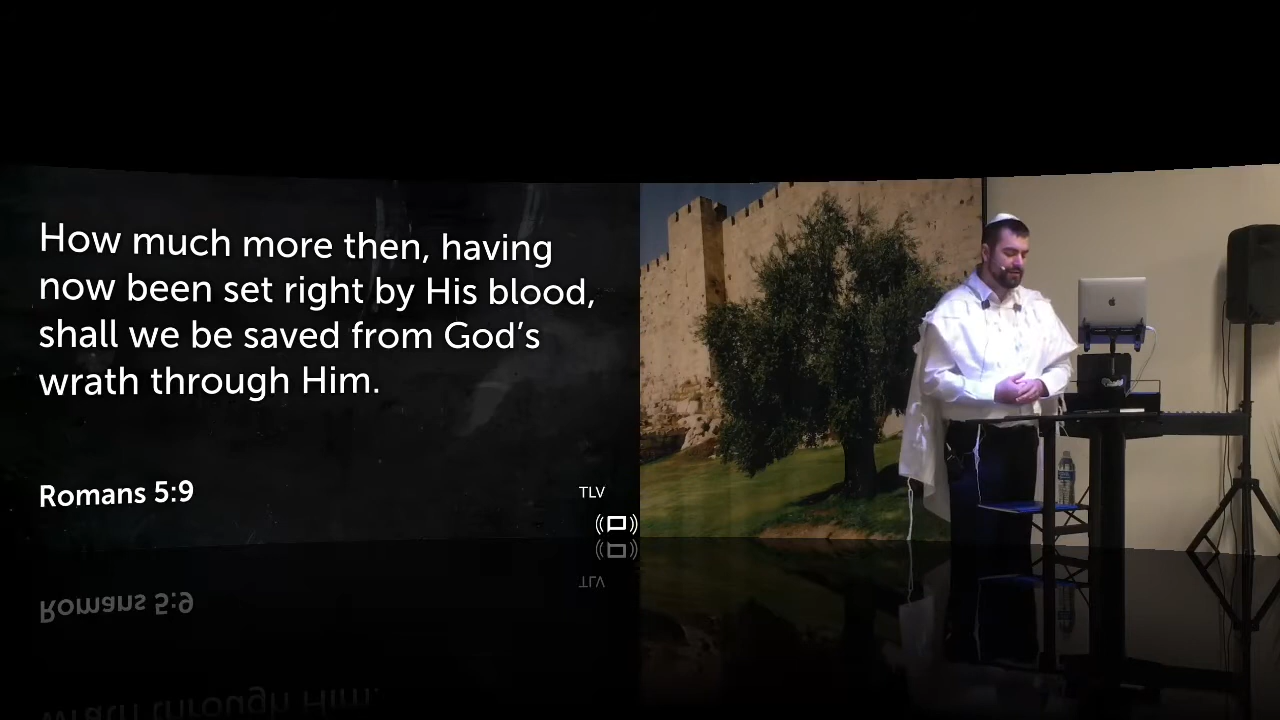 How much more then, having
now been set right by His blood,
shall we be saved from God’s
wrath through Him.
Romans 5:9
TLV